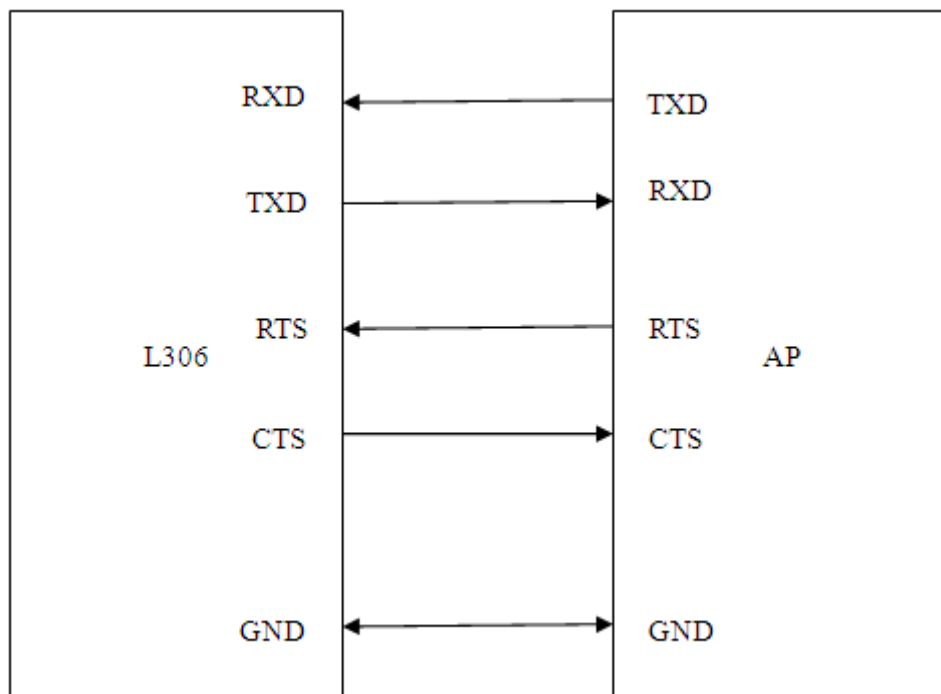 RXD TXD
TXD RXD
RTS RTS
L306 AP
CTS CTS
GND GND